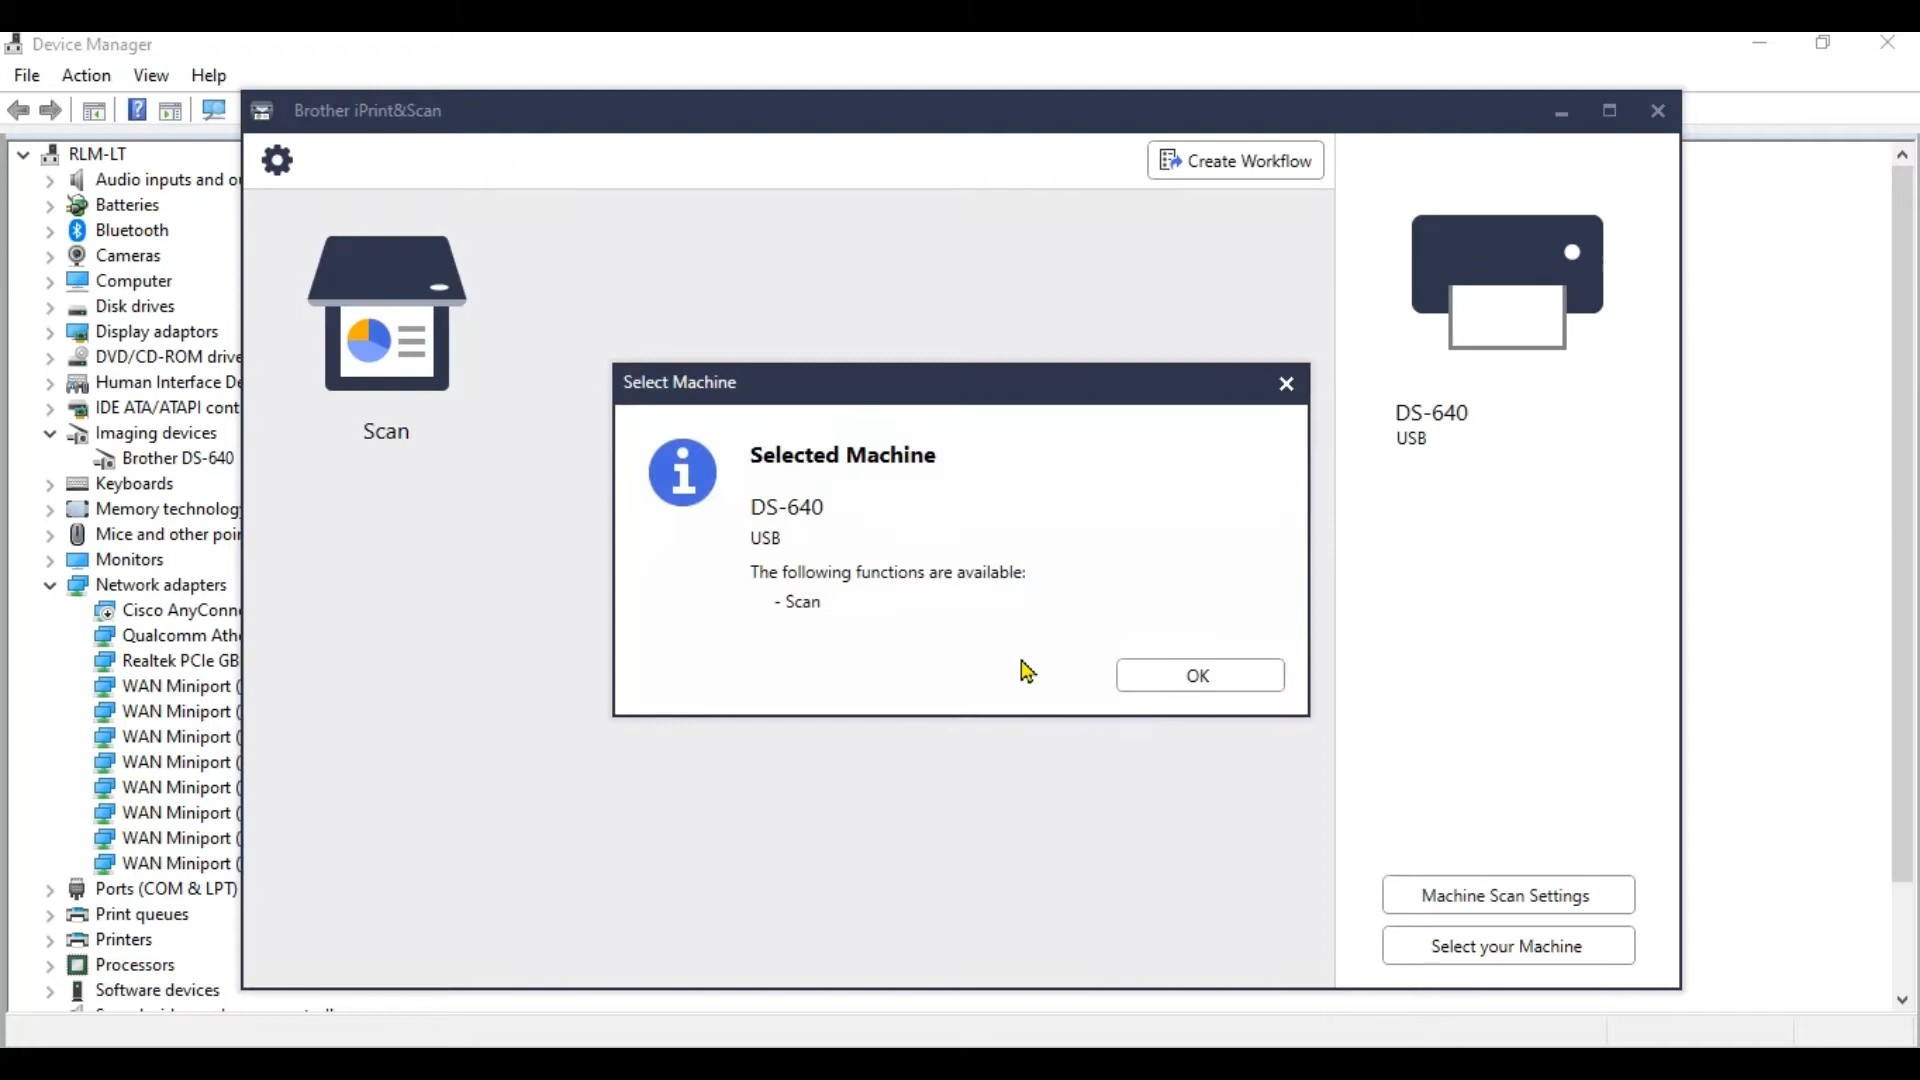 Device Manager
File Action View Help
Brother iPrint&Scan
Create Workflow
RLM-LT
Audio inputs and
Batteries
Bluetooth
Cameras
Computer
Disk drives
Display adaptors
DVD/CD-ROM drive
Human Interface De
IDE ATA/ATAPI cont
Imaging devices
Brother DS-640
Keyboards
Memory technology
Mice and other poi
Monitors
Network adapters
Cisco AnyConne
Qualcomm Athe
Realtek PCIe GB
WAN Miniport (
WAN Miniport (
WAN Miniport (
WAN Miniport (
WAN Miniport (
WAN Miniport (
WAN Miniport (
WAN Miniport (
Ports (COM & LPT)
Print queues
Printers
Processors
Software devices
Scan
Select Machine
Selected Machine
DS-640
USB
The following functions are available:
- Scan
OK
DS-640
USB
Machine Scan Settings
Select your Machine